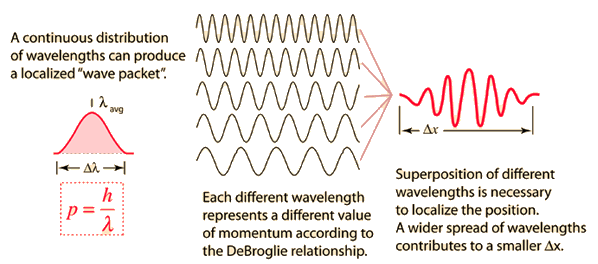 A continuous distribution
of wavelengths can produce
a localized “wave packet”.
λavg
Δλ
p = h/λ
Each different wavelength
represents a different value
of momentum according to
the DeBroglie relationship.
Δx
Superposition of different
wavelengths is necessary
to localize the position.
A wider spread of wavelengths
contributes to a smaller Δx.